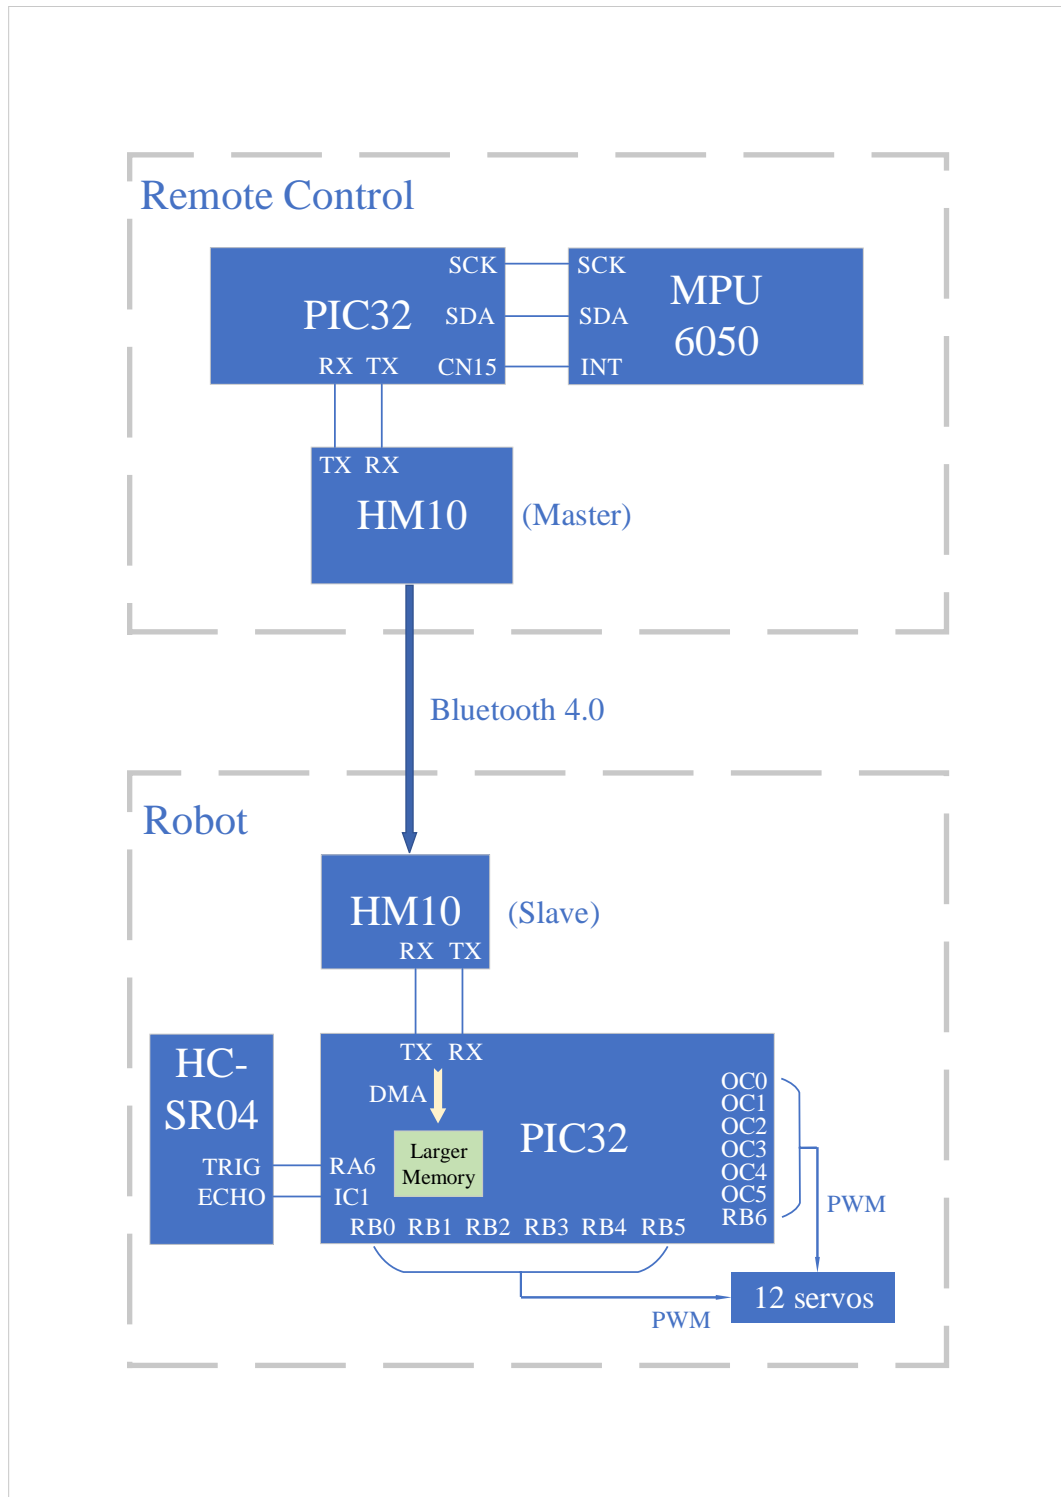 Remote Control
PIC32
SCK
SDA
CN15
RX TX
SCK
SDA
INT
MPU
6050
TX RX
HM10
(Master)
Bluetooth 4.0
Robot
HM10
(Slave)
RX TX
HC-
SR04
TRIG
ECHO
TX RX
DMA
Larger
Memory
PIC32
RA6
IC1
RB0 RB1 RB2 RB3 RB4 RB5
OC0
OC1
OC2
OC3
OC4
OC5
RB6
PWM
PWM
12 servos